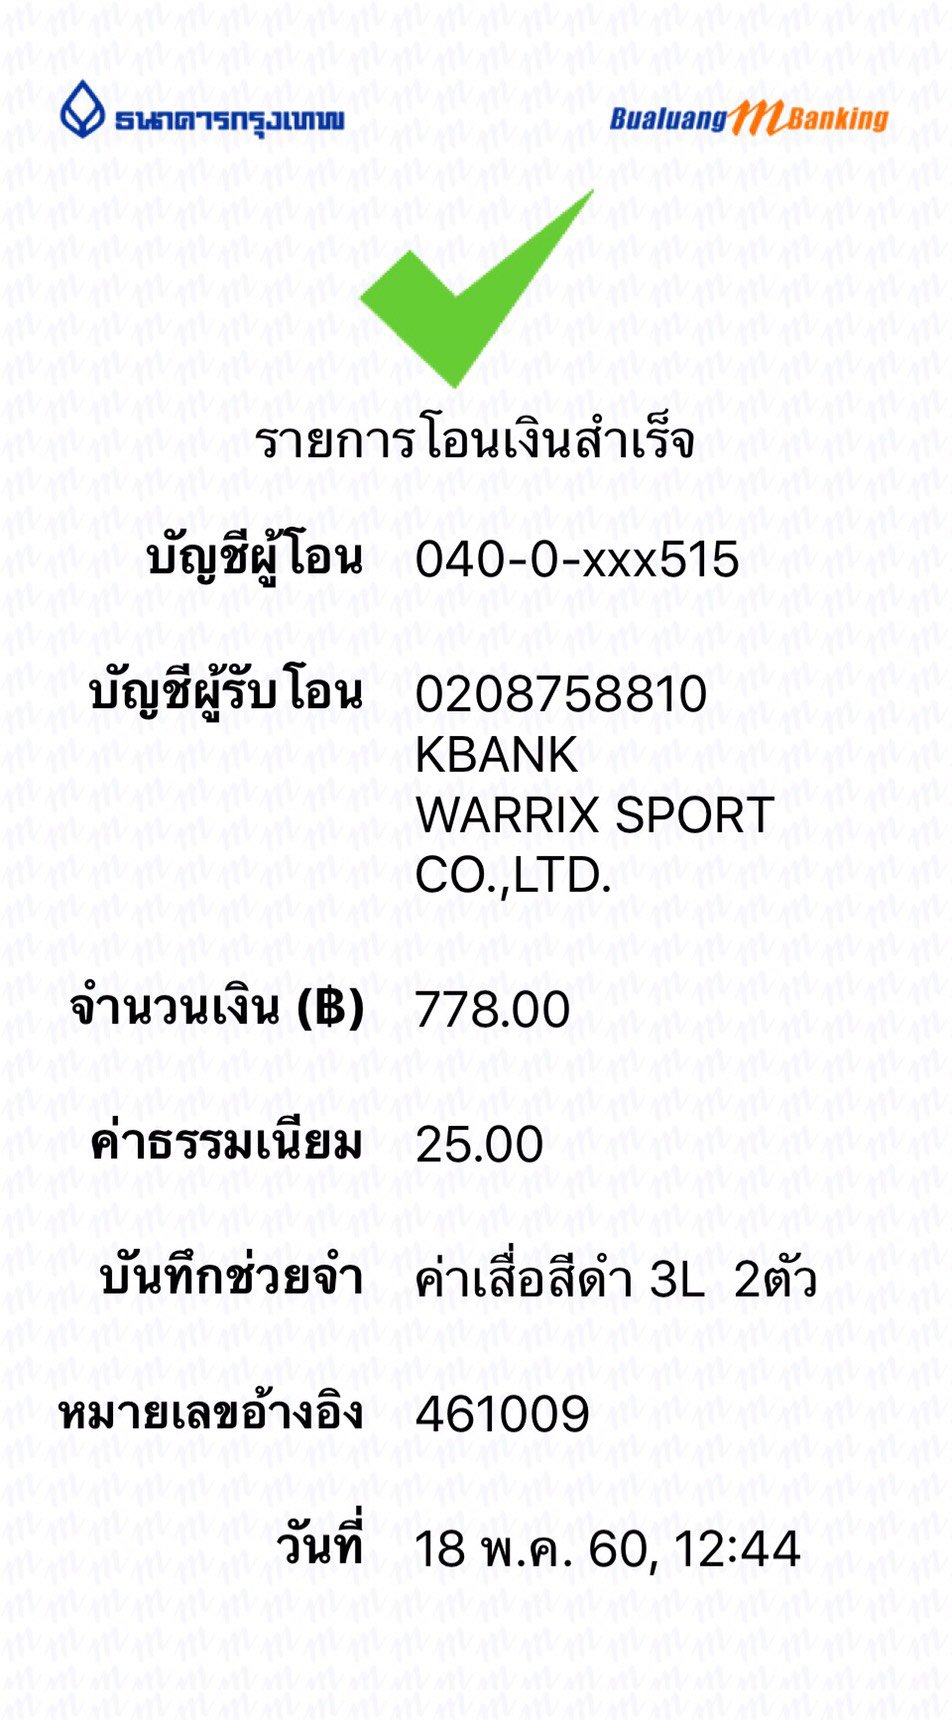 ธนาคารกรุงเทพ Bualuang mBanking
รายการโอนเงินสำเร็จ
บัญชีผู้โอน 040-0-xxx515
บัญชีผู้รับโอน 0208758810
KBANK
WARRIX SPORT
CO.,LTD.
จำนวนเงิน (฿) 778.00
ค่าธรรมเนียม 25.00
บันทึกช่วยจำ ค่าเสื่อสีดำ 3L 2ตัว
หมายเลขอ้างอิง 461009
วันที่ 18 พ.ค. 60, 12:44